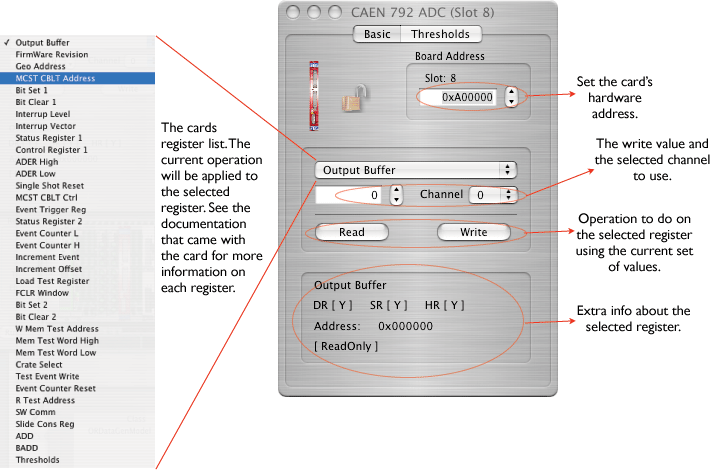 ✓ Output Buffer
FirmWare Revision
Geo Address
MCST CBLT Address
Bit Set 1
Bit Clear 1
Interrup Level
Interrup Vector
Status Register 1
Control Register 1
ADER High
ADER Low
Single Shot Reset
MCST CBLT Ctrl
Event Trigger Reg
Status Register 2
Event Counter L
Event Counter H
Increment Event
Increment Offset
Load Test Register
FCLR Window
Bit Set 2
Bit Clear 2
W Mem Test Address
Mem Test Word High
Mem Test Word Low
Crate Select
Test Event Write
Event Counter Reset
R Test Address
SW Comm
Slide Cons Reg
ADD
BADD
Thresholds
The cards
register list. The
current operation
will be applied to
the selected
register. See the
documentation
that came with
the card for more
information on
each register.
CAEN 792 ADC (Slot 8)
Basic Thresholds
Board Address
Slot: 8
0xA00000
Output Buffer
0 Channel 0
Read Write
Output Buffer
DR [ Y ] SR [ Y ] HR [ Y ]
Address: 0x000000
[ ReadOnly ]
Set the card's
hardware
address.
The write value and
the selected channel
to use.
Operation to do on
the selected register
using the current set
of values.
Extra info about the
selected register.